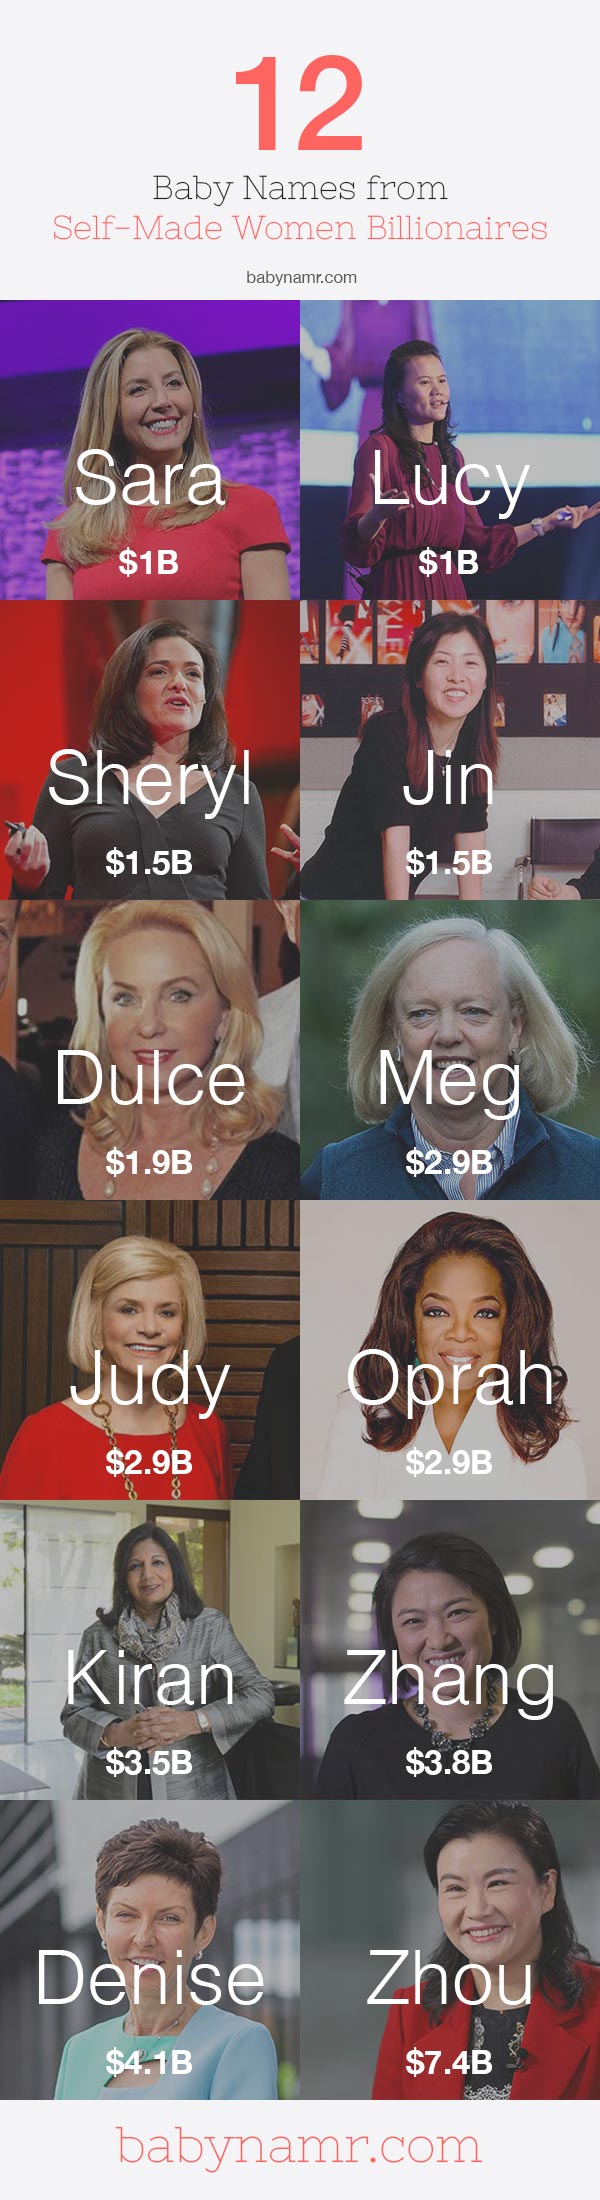 12
Baby Names from
Self-Made Women Billionaires
babynamr.com
Sara
$1B
Lucy
$1B
Sheryl
$1.5B
Jin
$1.5B
Dulce
$1.9B
Meg
$2.9B
Judy
$2.9B
Oprah
$2.9B
Kiran
$3.5B
Zhang
$3.8B
Denise
$4.1B
Zhou
$7.4B
babynamr.com